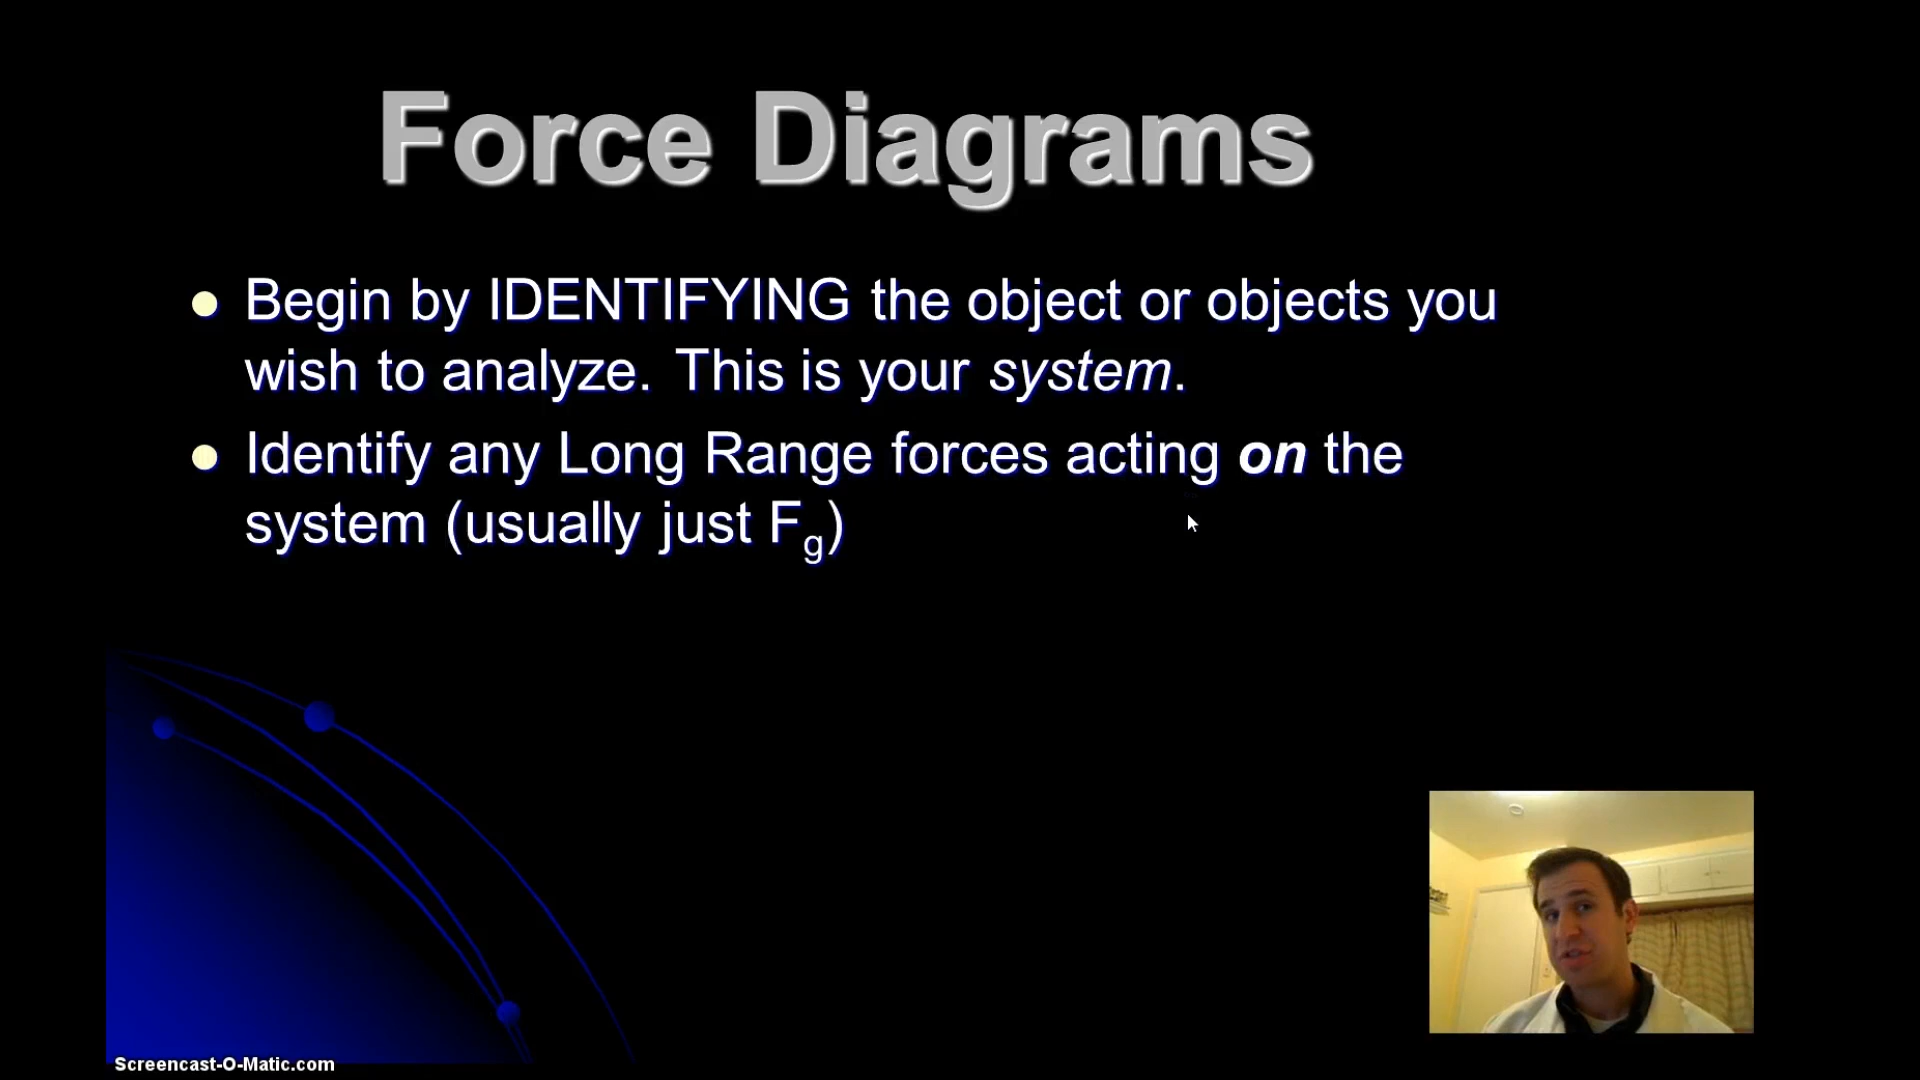 Force Diagrams
Begin by IDENTIFYING the object or objects you
wish to analyze. This is your system.
Identify any Long Range forces acting on the
system (usually just Fg)
Screencast-O-Matic.com